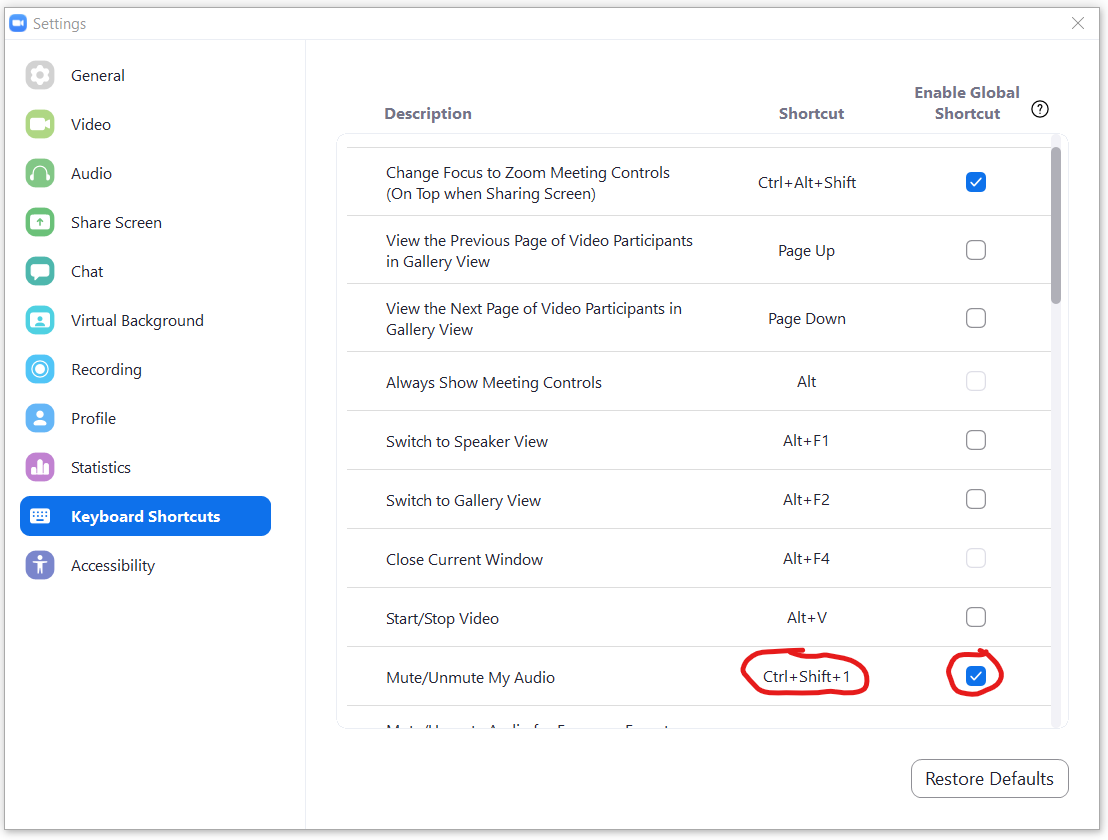 Settings
General
Video
Audio
Share Screen
Chat
Virtual Background
Recording
Profile
Statistics
Keyboard Shortcuts
Accessibility
Description
Shortcut
Enable Global
Shortcut
?
Change Focus to Zoom Meeting Controls
(On Top when Sharing Screen)
Ctrl+Alt+Shift
View the Previous Page of Video Participants
in Gallery View
Page Up
View the Next Page of Video Participants in
Gallery View
Page Down
Always Show Meeting Controls
Alt
Switch to Speaker View
Alt+F1
Switch to Gallery View
Alt+F2
Close Current Window
Alt+F4
Start/Stop Video
Alt+V
Mute/Unmute My Audio
Ctrl+Shift+1
Restore Defaults